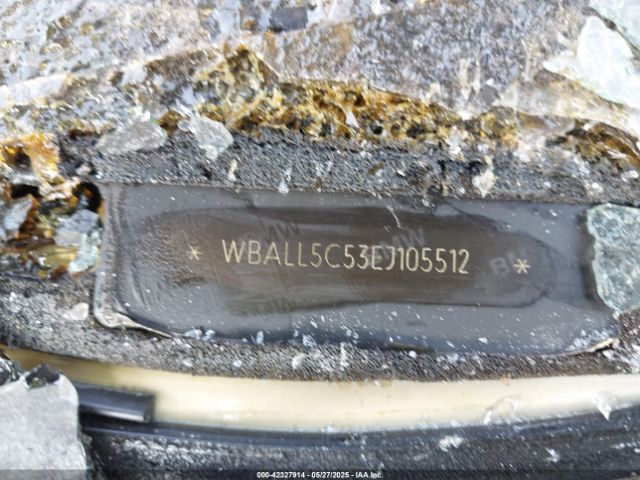 * WBALL5C53EJ105512 *
000-42327914 | 05/27/2025 | IAA Inc.